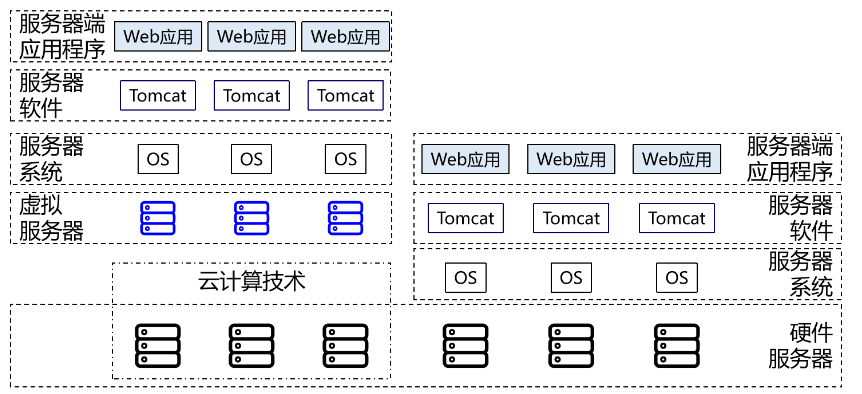 服务器端
应用程序
Web应用 Web应用 Web应用
服务器
软件
Tomcat Tomcat Tomcat
服务器
系统
OS OS OS
虚拟
服务器
云计算技术
Web应用 Web应用 Web应用
服务器端
应用程序
Tomcat Tomcat Tomcat
服务器
软件
OS OS OS
服务器
系统
硬件
服务器